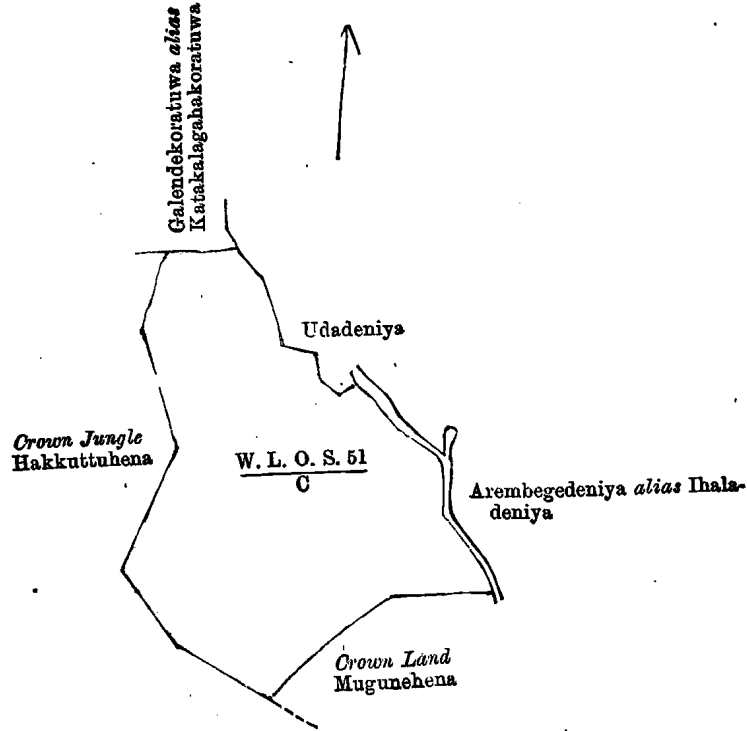 Galendekoratuwa alias
Katakalagahakoratuwa
Udadeniya
Crown Jungle
Hakkuttuhena
W. L. O. S. 51
C
Arembegedeniya alias Ihala-
deniya
Crown Land
Mugunehena